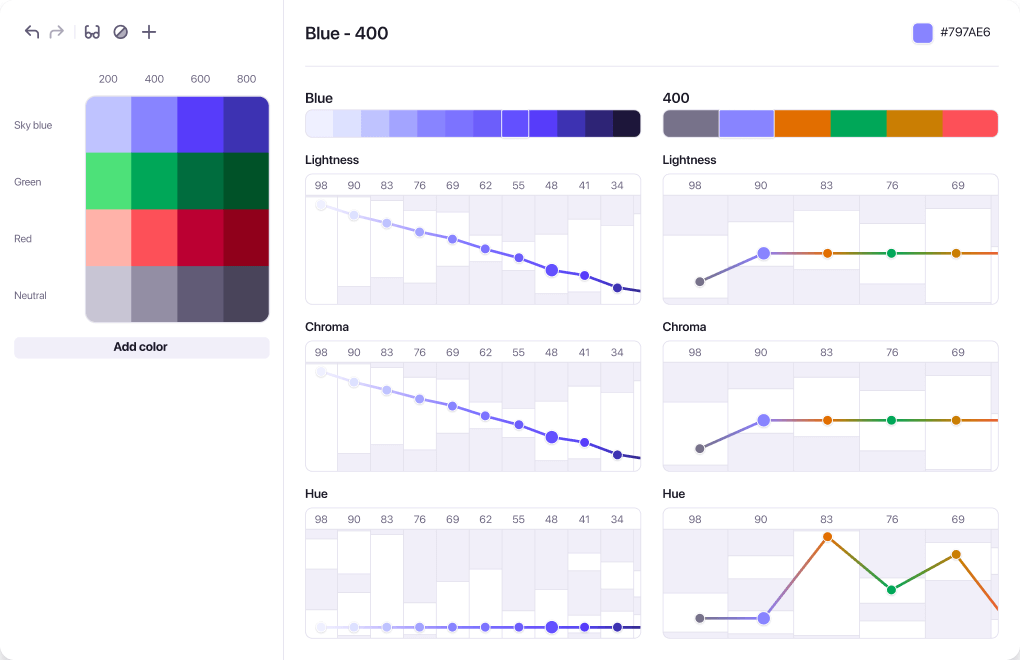 Blue - 400
#797AE6
200 400 600 800
Sky blue
Green
Red
Neutral
Add color
Blue
Lightness
98 90 83 76 69 62 55 48 41 34
Chroma
98 90 83 76 69 62 55 48 41 34
Hue
98 90 83 76 69 62 55 48 41 34
400
Lightness
98 90 83 76 69
Chroma
98 90 83 76 69
Hue
98 90 83 76 69